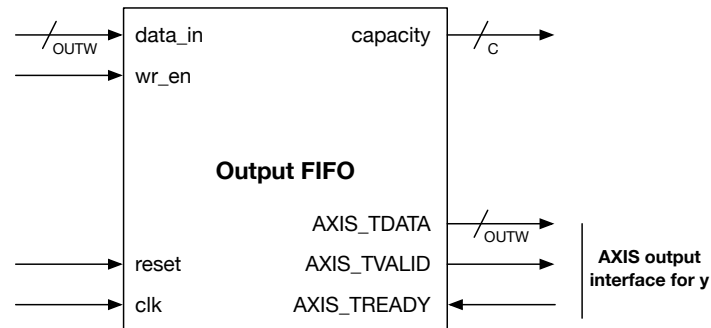 data_in
capacity
OUTW
C
wr_en
Output FIFO
AXIS_TDATA
OUTW
reset
AXIS_TVALID
AXIS output
interface for y
clk
AXIS_TREADY